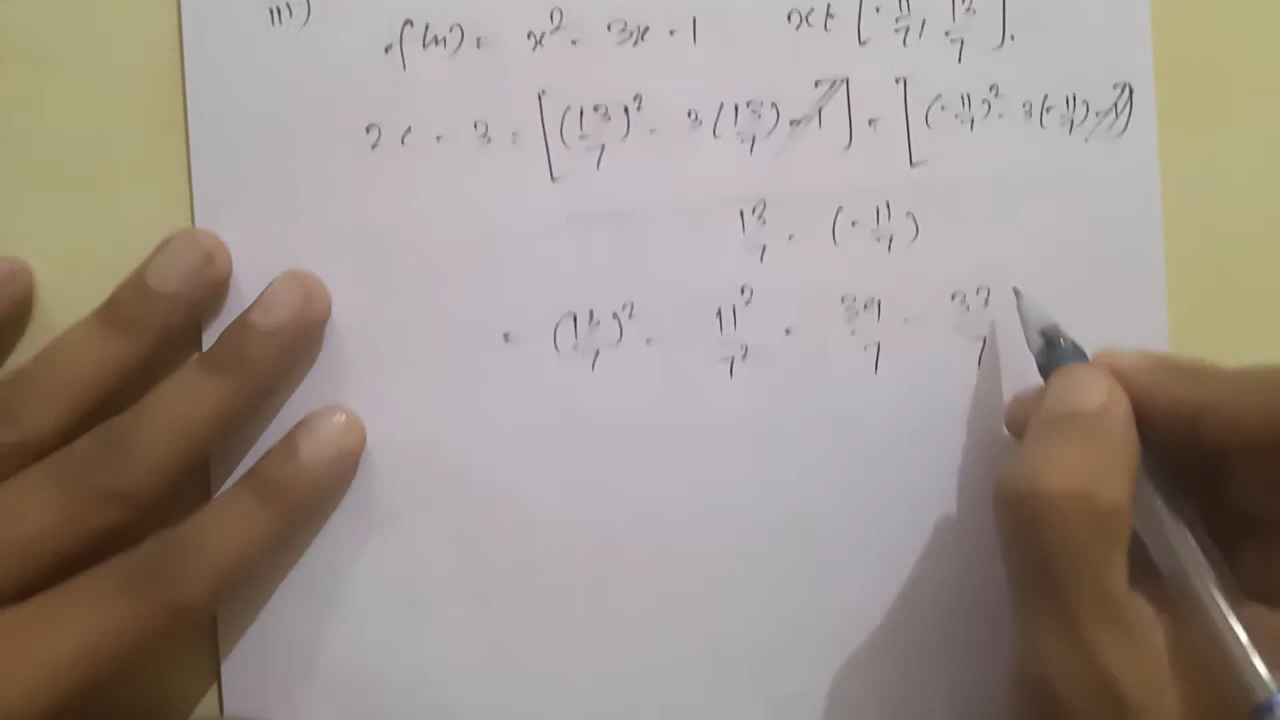 iii) f(x) = x² - 3x - 1 x ∈ [-11/7, 13/7].
2c - 3 = [(13/7)² - 3(13/7) - 1] - [(-11/7)² - 3(-11/7) - 1]
13/7 - (-11/7)
= (13/7)² - 11²/7² - 39/7 - 33/7